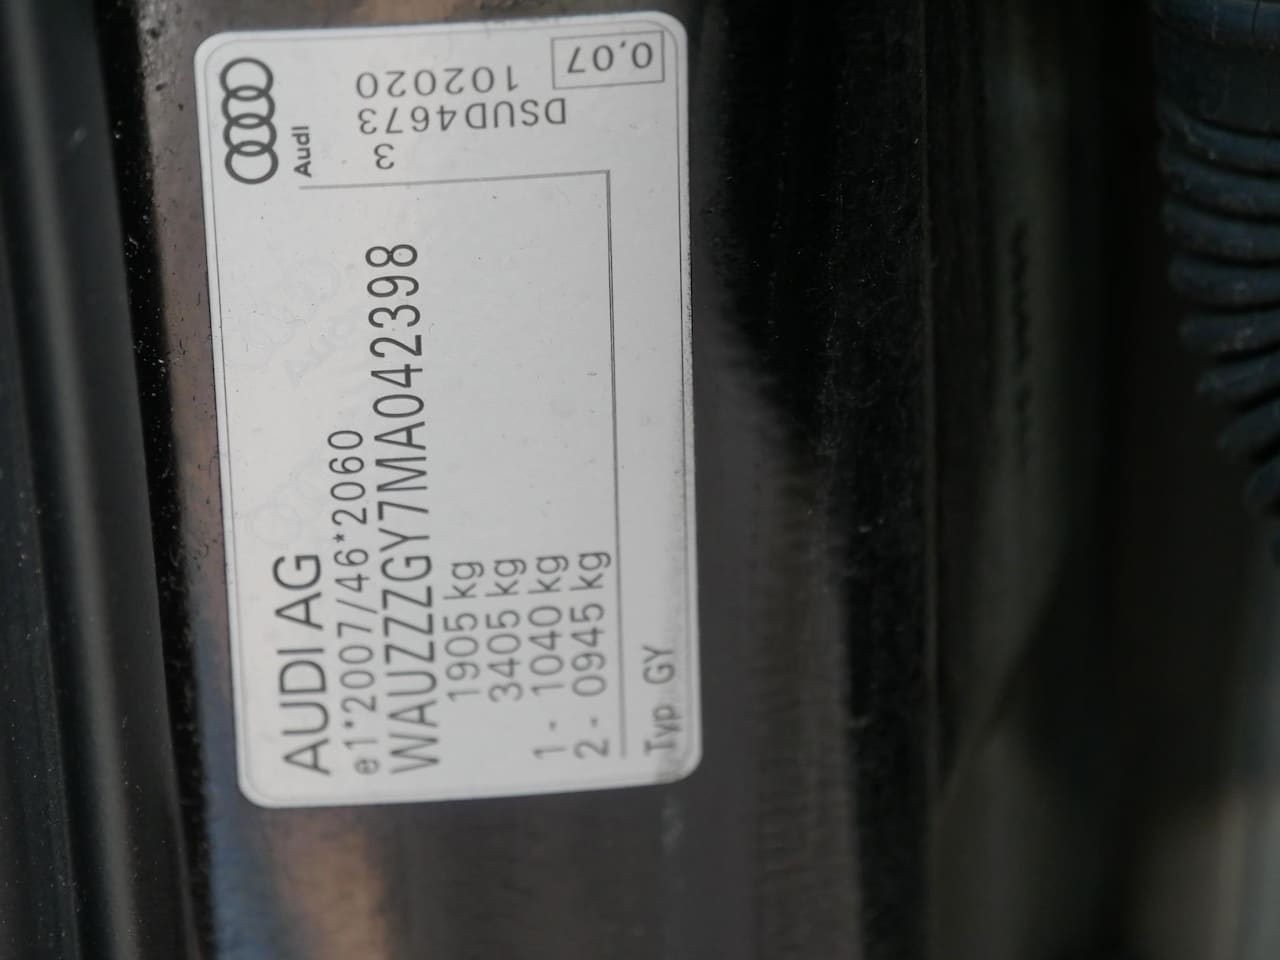 AUDI AG
e1*2007/46*2060
WAUZZZGY7MA042398
1905 kg
3405 kg
1- 1040 kg
2- 0945 kg
Typ GY
Audi
3
DSUD4673
102020
0.07